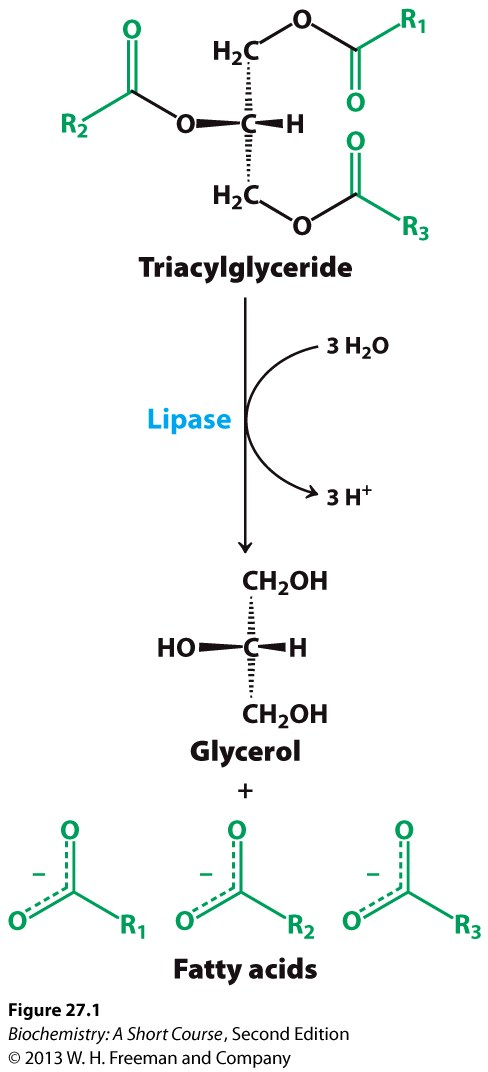 O
H₂C
O
R₁
O
R₂
O
C
H
O
H₂C
O
R₃
Triacylglyceride
3 H₂O
Lipase
3 H⁺
CH₂OH
HO
C
H
CH₂OH
Glycerol
+
O
–
O
R₁
O
–
O
R₂
O
–
O
R₃
Fatty acids
Figure 27.1
Biochemistry: A Short Course, Second Edition
© 2013 W. H. Freeman and Company